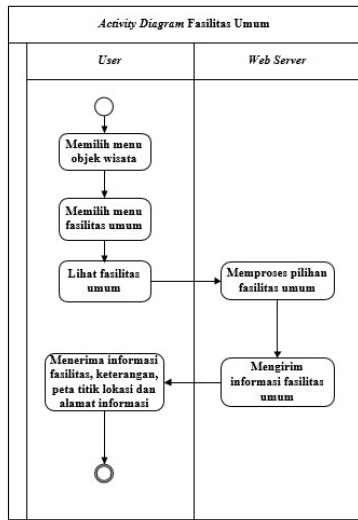 Activity Diagram Fasilitas Umum
User
Web Server
Memilih menu
objek wisata
Memilih menu
fasilitas umum
Lihat fasilitas
umum
Memproses pilihan
fasilitas umum
Menerima informasi
fasilitas, keterangan,
peta titik lokasi dan
alamat informasi
Mengirim
informasi fasilitas
umum